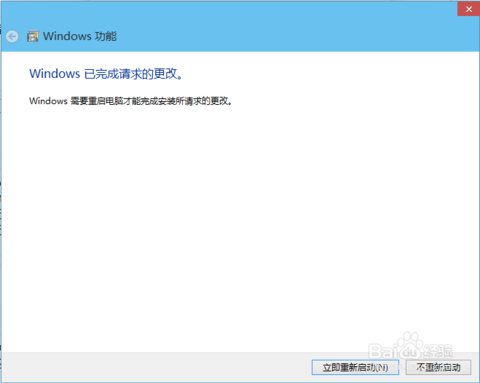 Windows 功能
Windows 已完成请求的更改。
Windows 需要重启电脑才能完成安装所请求的更改。
Baidu 经验
立即重新启动(N)
不重新启动